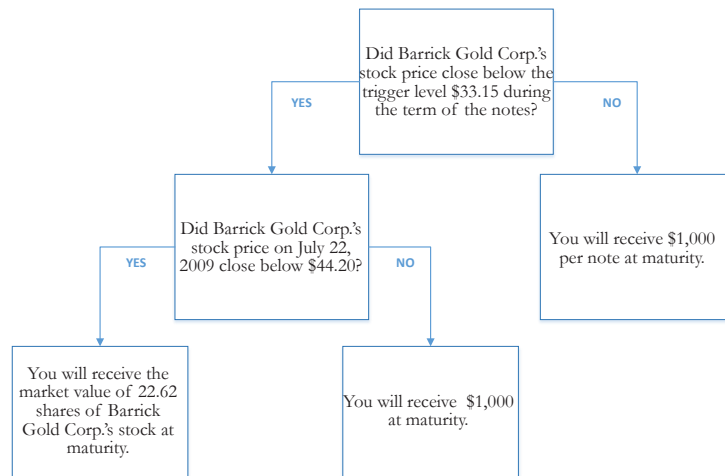 Did Barrick Gold Corp.'s
stock price close below the
trigger level $33.15 during
the term of the notes?
YES
NO
Did Barrick Gold Corp.'s
stock price on July 22,
2009 close below $44.20?
You will receive $1,000
per note at maturity.
YES
NO
You will receive the
market value of 22.62
shares of Barrick
Gold Corp.'s stock at
maturity.
You will receive $1,000
at maturity.